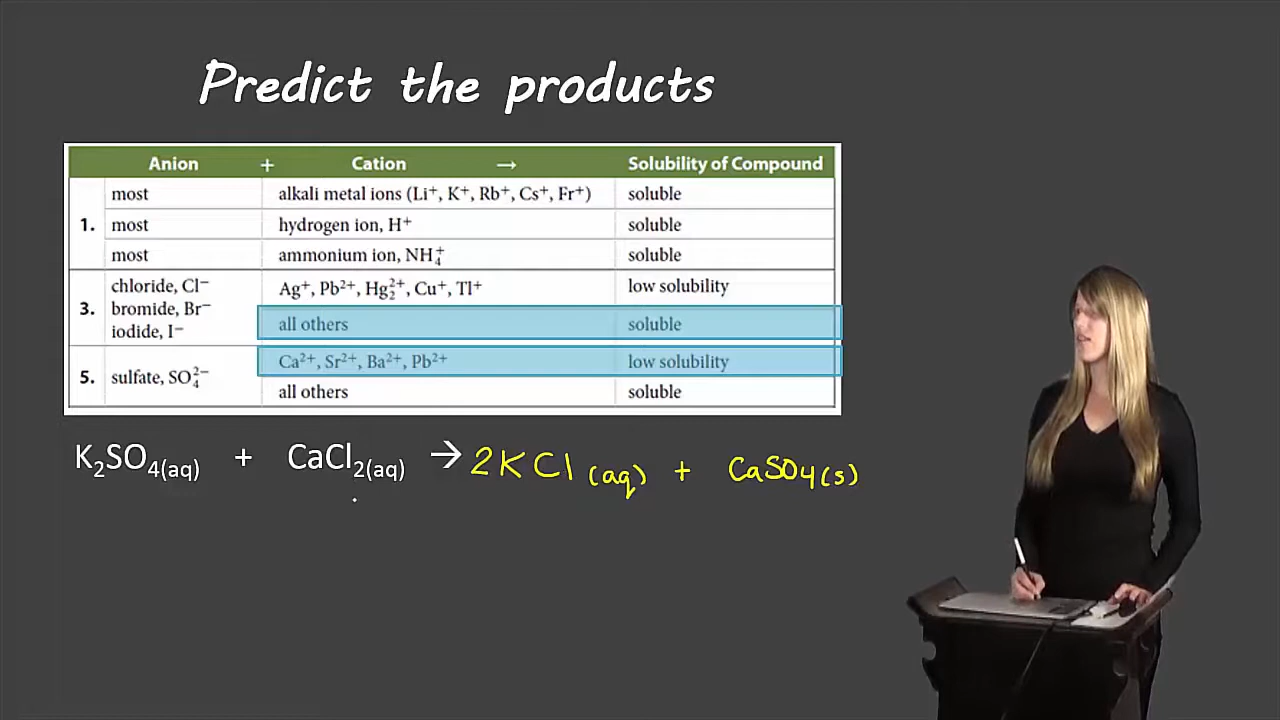 Predict the products
Anion + Cation → Solubility of Compound
1. most alkali metal ions (Li⁺, K⁺, Rb⁺, Cs⁺, Fr⁺) soluble
most hydrogen ion, H⁺ soluble
most ammonium ion, NH₄⁺ soluble
3. chloride, Cl⁻ Ag⁺, Pb²⁺, Hg₂²⁺, Cu⁺, Tl⁺ low solubility
bromide, Br⁻
iodide, I⁻ all others soluble
5. sulfate, SO₄²⁻ Ca²⁺, Sr²⁺, Ba²⁺, Pb²⁺ low solubility
all others soluble
K₂SO₄(aq) + CaCl₂(aq) → 2KCl (aq) + CaSO₄(s)